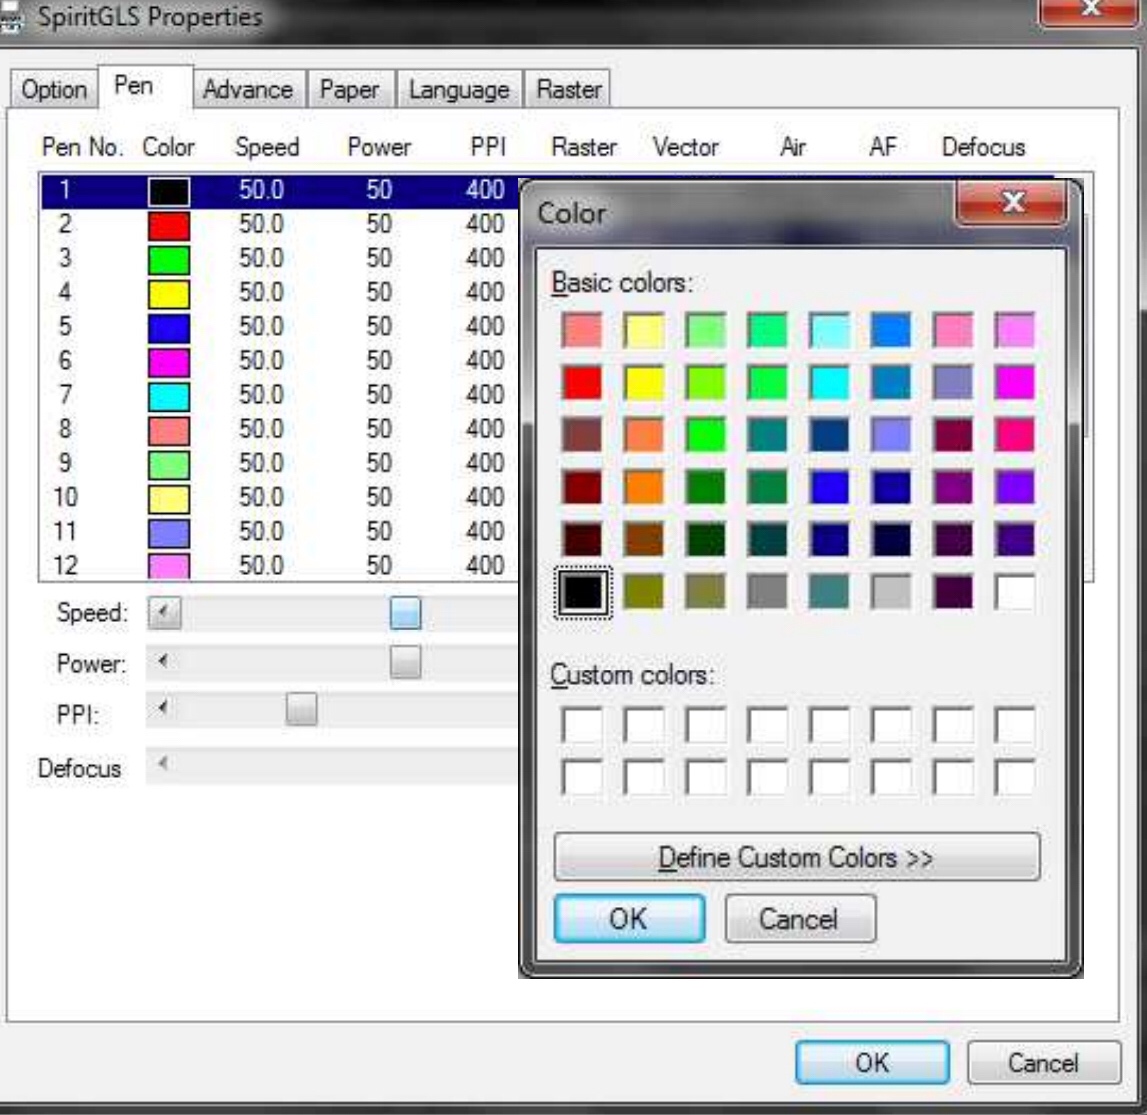 SpiritGLS Properties
Option Pen Advance Paper Language Raster
Pen No. Color Speed Power PPI Raster Vector Air AF Defocus
1 50.0 50 400
2 50.0 50 400
3 50.0 50 400
4 50.0 50 400
5 50.0 50 400
6 50.0 50 400
7 50.0 50 400
8 50.0 50 400
9 50.0 50 400
10 50.0 50 400
11 50.0 50 400
12 50.0 50 400
Speed:
Power:
PPI:
Defocus
Color
Basic colors:
Custom colors:
Define Custom Colors >>
OK Cancel
OK Cancel